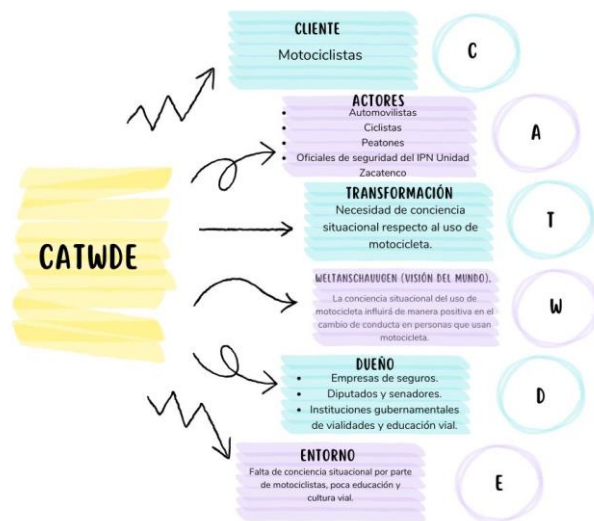 CLIENTE
Motociclistas
C
ACTORES
• Automovilistas
• Ciclistas
• Peatones
• Oficiales de seguridad del IPN Unidad
Zacatenco
A
TRANSFORMACIÓN
Necesidad de conciencia
situacional respecto al uso de
motocicleta.
T
CATWDE
WELTANSCHAUUGEN (VISIÓN DEL MUNDO).
La conciencia situacional del uso de
motocicleta influirá de manera positiva en el
cambio de conducta en personas que usan
motocicleta.
W
DUEÑO
• Empresas de seguros.
• Diputados y senadores.
• Instituciones gubernamentales
de vialidades y educación vial.
D
ENTORNO
Falta de conciencia situacional por parte
de motociclistas, poca educación y
cultura vial.
E